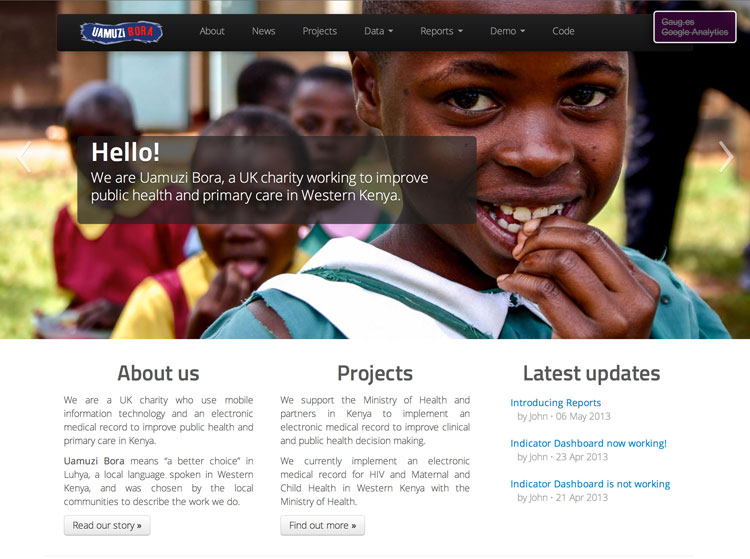 UAMUZI BORA
About
News
Projects
Data
Reports
Demo
Code
Gaug.es
Google Analytics
Hello!
We are Uamuzi Bora, a UK charity working to improve
public health and primary care in Western Kenya.
About us
We are a UK charity who use mobile
information technology and an electronic
medical record to improve public health and
primary care in Kenya.
Uamuzi Bora means “a better choice” in
Luhya, a local language spoken in Western
Kenya, and was chosen by the local
communities to describe the work we do.
Read our story »
Projects
We support the Ministry of Health and
partners in Kenya to implement an
electronic medical record to improve clinical
and public health decision making.
We currently implement an electronic
medical record for HIV and Maternal and
Child Health in Western Kenya with the
Ministry of Health.
Find out more »
Latest updates
Introducing Reports
by John · 06 May 2013
Indicator Dashboard now working!
by John · 23 Apr 2013
Indicator Dashboard is not working
by John · 21 Apr 2013